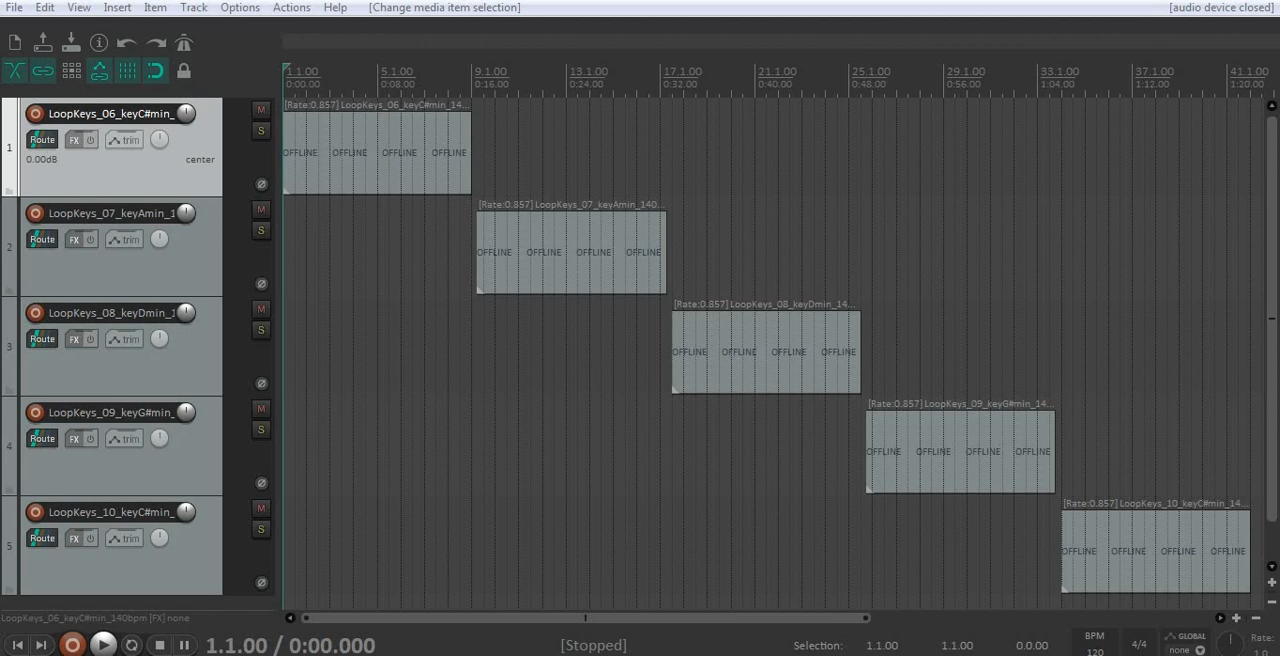 File Edit View Insert Item Track Options Actions Help [Change media item selection] [audio device closed]
1.1.00 5.1.00 9.1.00 13.1.00 17.1.00 21.1.00 25.1.00 29.1.00 33.1.00 37.1.00 41.1.00
0:00.00 0:08.00 0:16.00 0:24.00 0:32.00 0:40.00 0:48.00 0:56.00 1:04.00 1:12.00 1:20.00
1 LoopKeys_06_keyC#min_ M [Rate:0.857] LoopKeys_06_keyC#min_14...
Route FX trim S OFFLINE OFFLINE OFFLINE OFFLINE
0.00dB center
2 LoopKeys_07_keyAmin_1 M [Rate:0.857] LoopKeys_07_keyAmin_140...
Route FX trim S OFFLINE OFFLINE OFFLINE OFFLINE
3 LoopKeys_08_keyDmin_1 M [Rate:0.857] LoopKeys_08_keyDmin_14...
Route FX trim S OFFLINE OFFLINE OFFLINE OFFLINE
4 LoopKeys_09_keyG#min_ M [Rate:0.857] LoopKeys_09_keyG#min_14...
Route FX trim S OFFLINE OFFLINE OFFLINE OFFLINE
5 LoopKeys_10_keyC#min_ M [Rate:0.857] LoopKeys_10_keyC#min_14...
Route FX trim S OFFLINE OFFLINE OFFLINE OFFLINE
LoopKeys_06_keyC#min_140bpm [FX] none
1.1.00 / 0:00.000 [Stopped] Selection: 1.1.00 1.1.00 0.0.00 BPM 4/4 GLOBAL Rate:
120 none 1.0